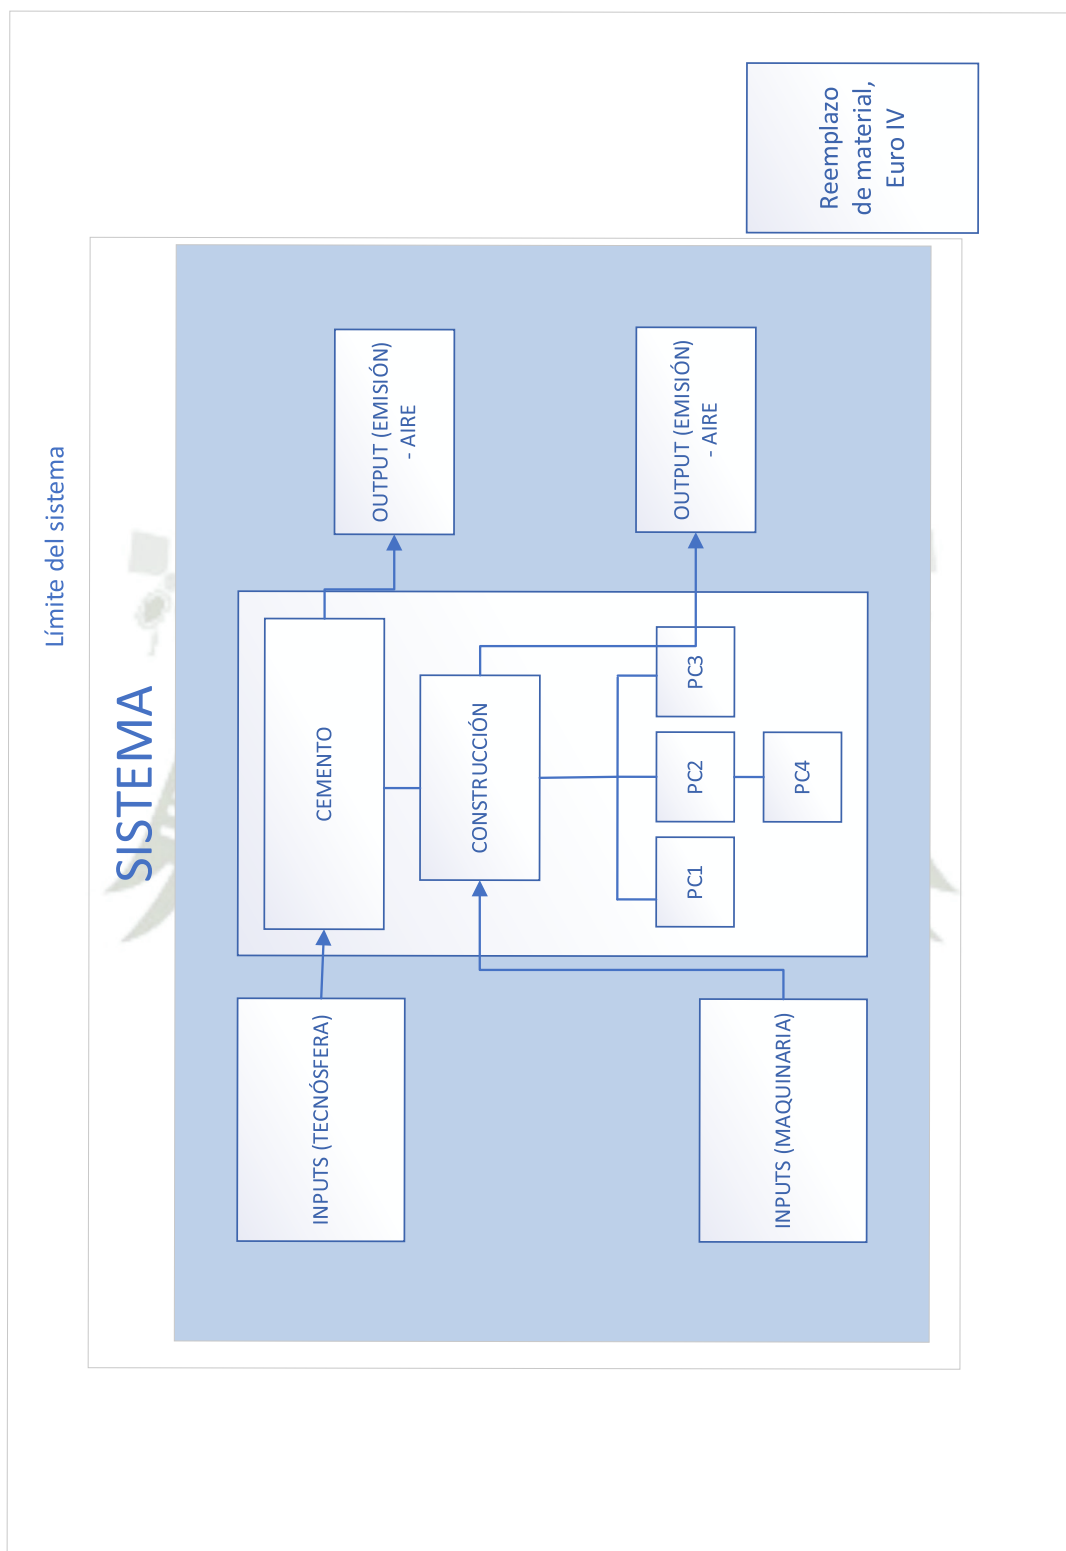 Límite del sistema
SISTEMA
INPUTS (TECNÓSFERA)
CEMENTO
OUTPUT (EMISIÓN)
- AIRE
CONSTRUCCIÓN
PC1
PC2
PC3
PC4
INPUTS (MAQUINARIA)
OUTPUT (EMISIÓN)
- AIRE
Reemplazo
de material,
Euro IV